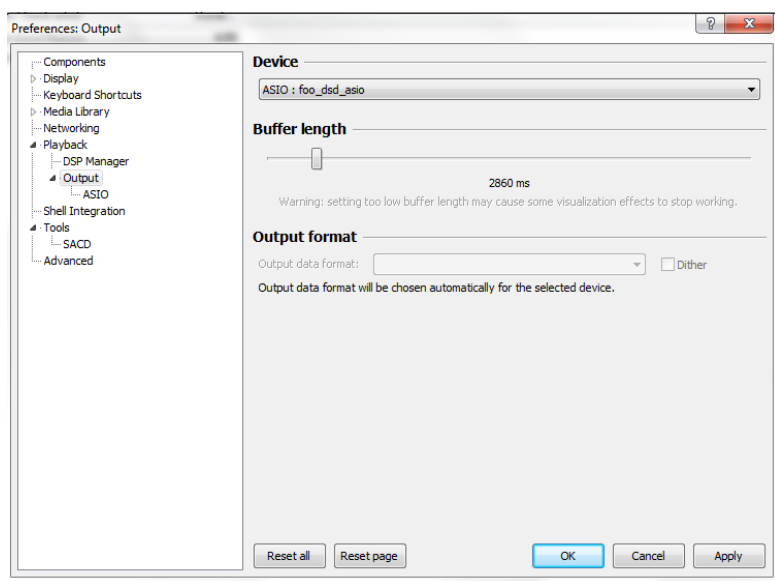 Preferences: Output
Components
Display
Keyboard Shortcuts
Media Library
Networking
Playback
DSP Manager
Output
ASIO
Shell Integration
Tools
SACD
Advanced
Device
ASIO : foo_dsd_asio
Buffer length
2860 ms
Warning: setting too low buffer length may cause some visualization effects to stop working.
Output format
Output data format:
Dither
Output data format will be chosen automatically for the selected device.
Reset all
Reset page
OK
Cancel
Apply